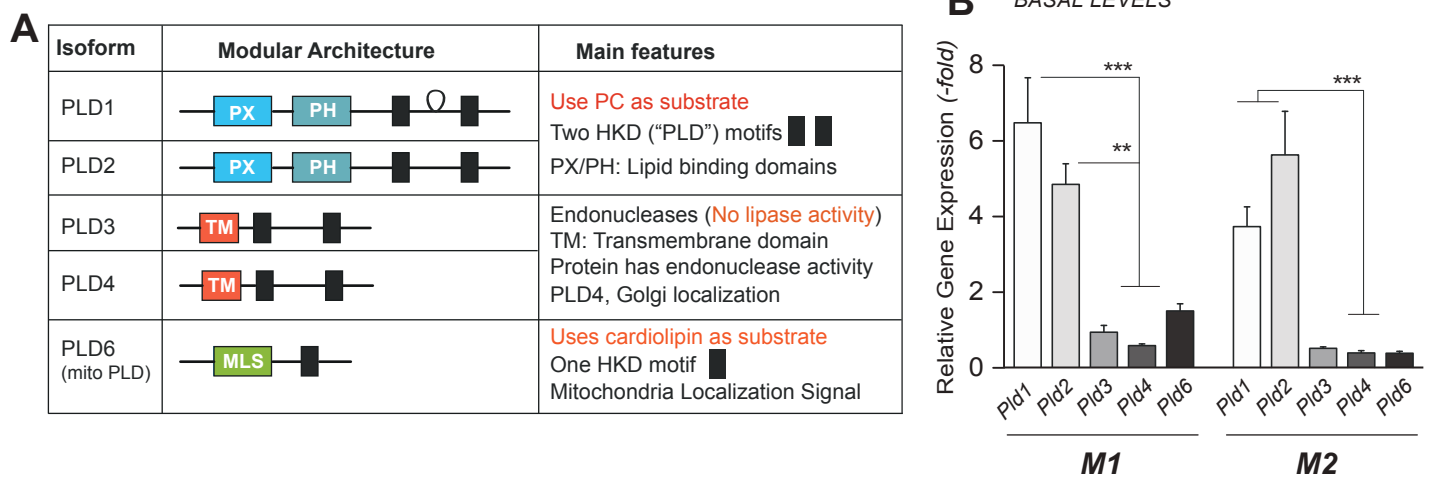 A
Isoform Modular Architecture Main features
PLD1 PX PH
Use PC as substrate
Two HKD (“PLD”) motifs
PLD2 PX PH
PX/PH: Lipid binding domains
PLD3 TM
Endonucleases (No lipase activity)
TM: Transmembrane domain
PLD4 TM
Protein has endonuclease activity
PLD4, Golgi localization
PLD6
(mito PLD)
MLS
Uses cardiolipin as substrate
One HKD motif
Mitochondria Localization Signal
B BASAL LEVELS
Relative Gene Expression (-fold)
8
6
4
2
0
***
**
***
Pld1 Pld2 Pld3 Pld4 Pld6 Pld1 Pld2 Pld3 Pld4 Pld6
M1 M2